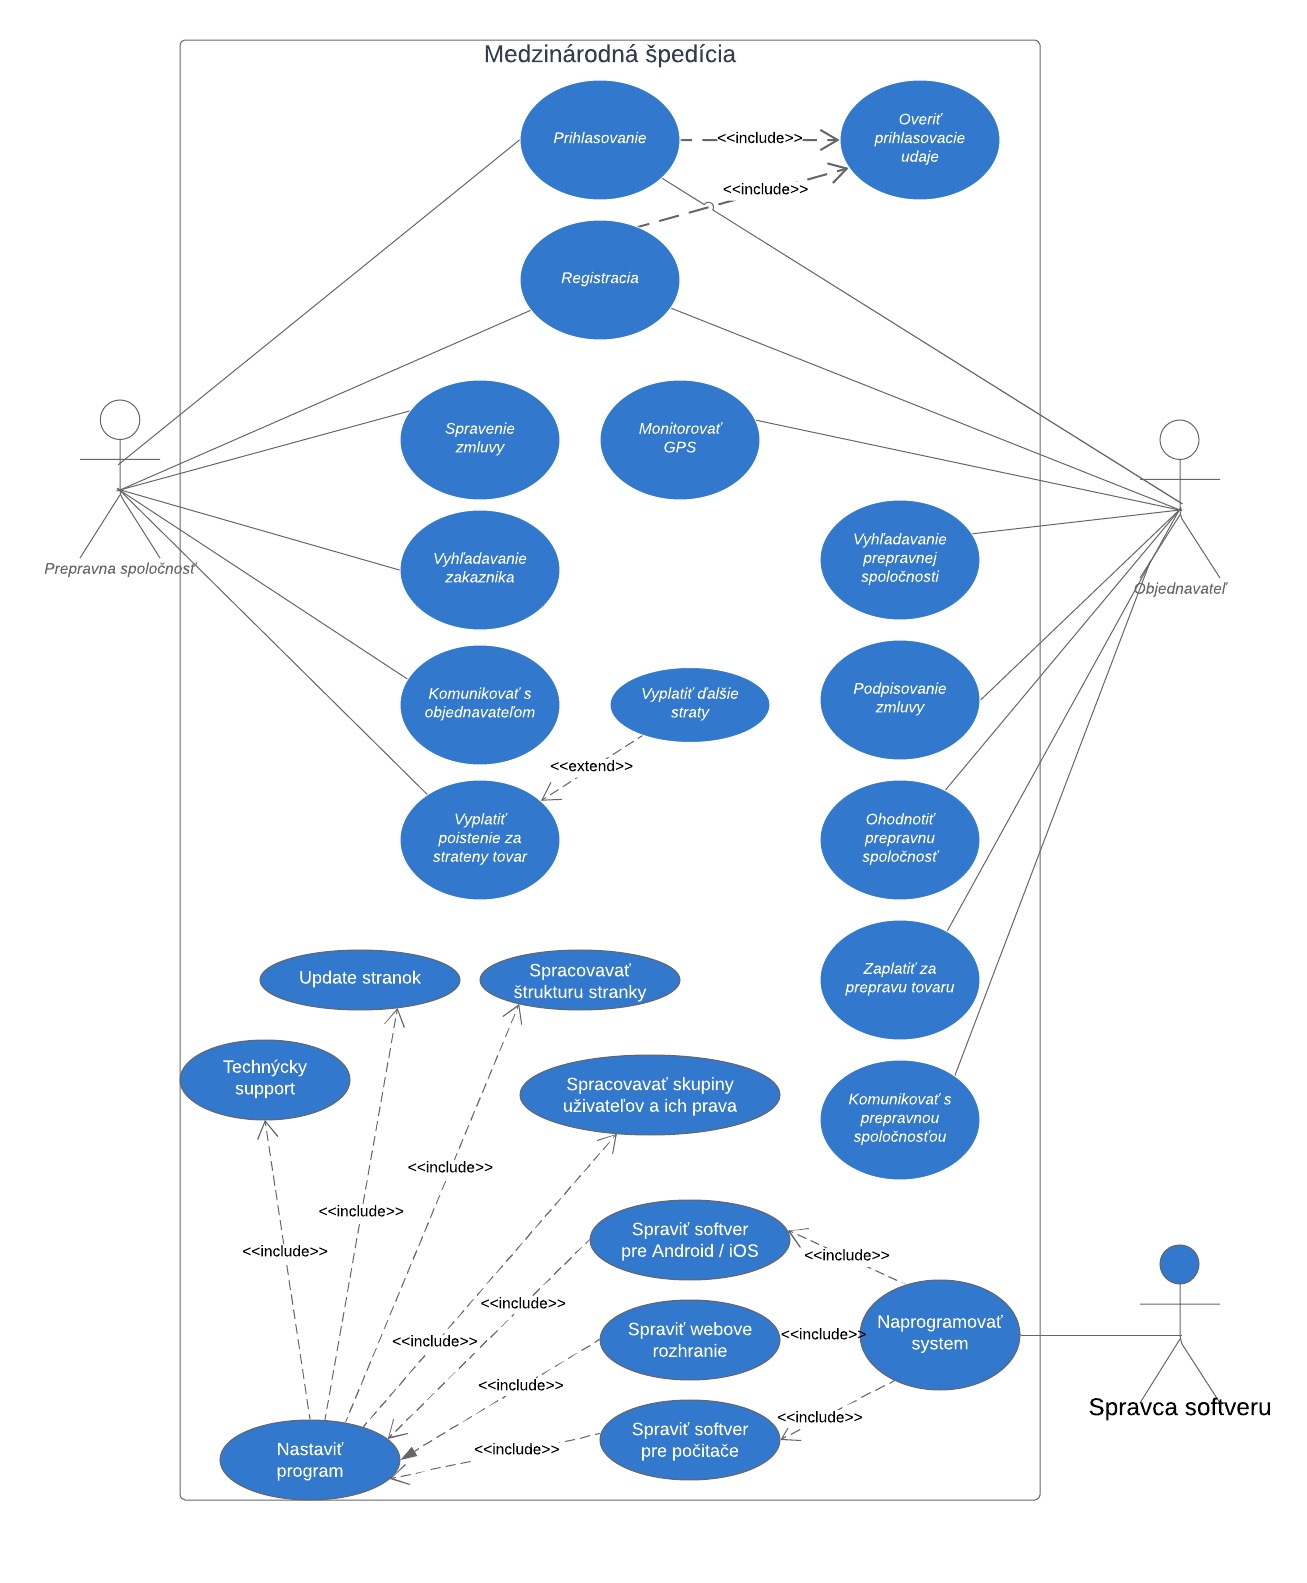 Medzinárodná špedícia
Prihlasovanie
<<include>>
Overiť
prihlasovacie
udaje
<<include>>
Registracia
Spravenie
zmluvy
Monitorovať
GPS
Prepravna spoločnosť
Vyhľadavanie
zakaznika
Vyhľadavanie
prepravnej
spoločnosti
Objednavateľ
Komunikovať s
objednavateľom
Vyplatiť ďalšie
straty
Podpisovanie
zmluvy
<<extend>>
Vyplatiť
poistenie za
strateny tovar
Ohodnotiť
prepravnu
spoločnosť
Update stranok
Spracovavať
štrukturu stranky
Zaplatiť za
prepravu tovaru
Technýcky
support
Spracovavať skupiny
uživateľov a ich prava
Komunikovať s
prepravnou
spoločnosťou
<<include>>
<<include>>
<<include>>
Spraviť softver
pre Android / iOS
<<include>>
<<include>>
<<include>>
Spraviť webove
rozhranie
<<include>>
Naprogramovať
system
<<include>>
Spravca softveru
<<include>>
Spraviť softver
pre počitače
<<include>>
Nastaviť
program